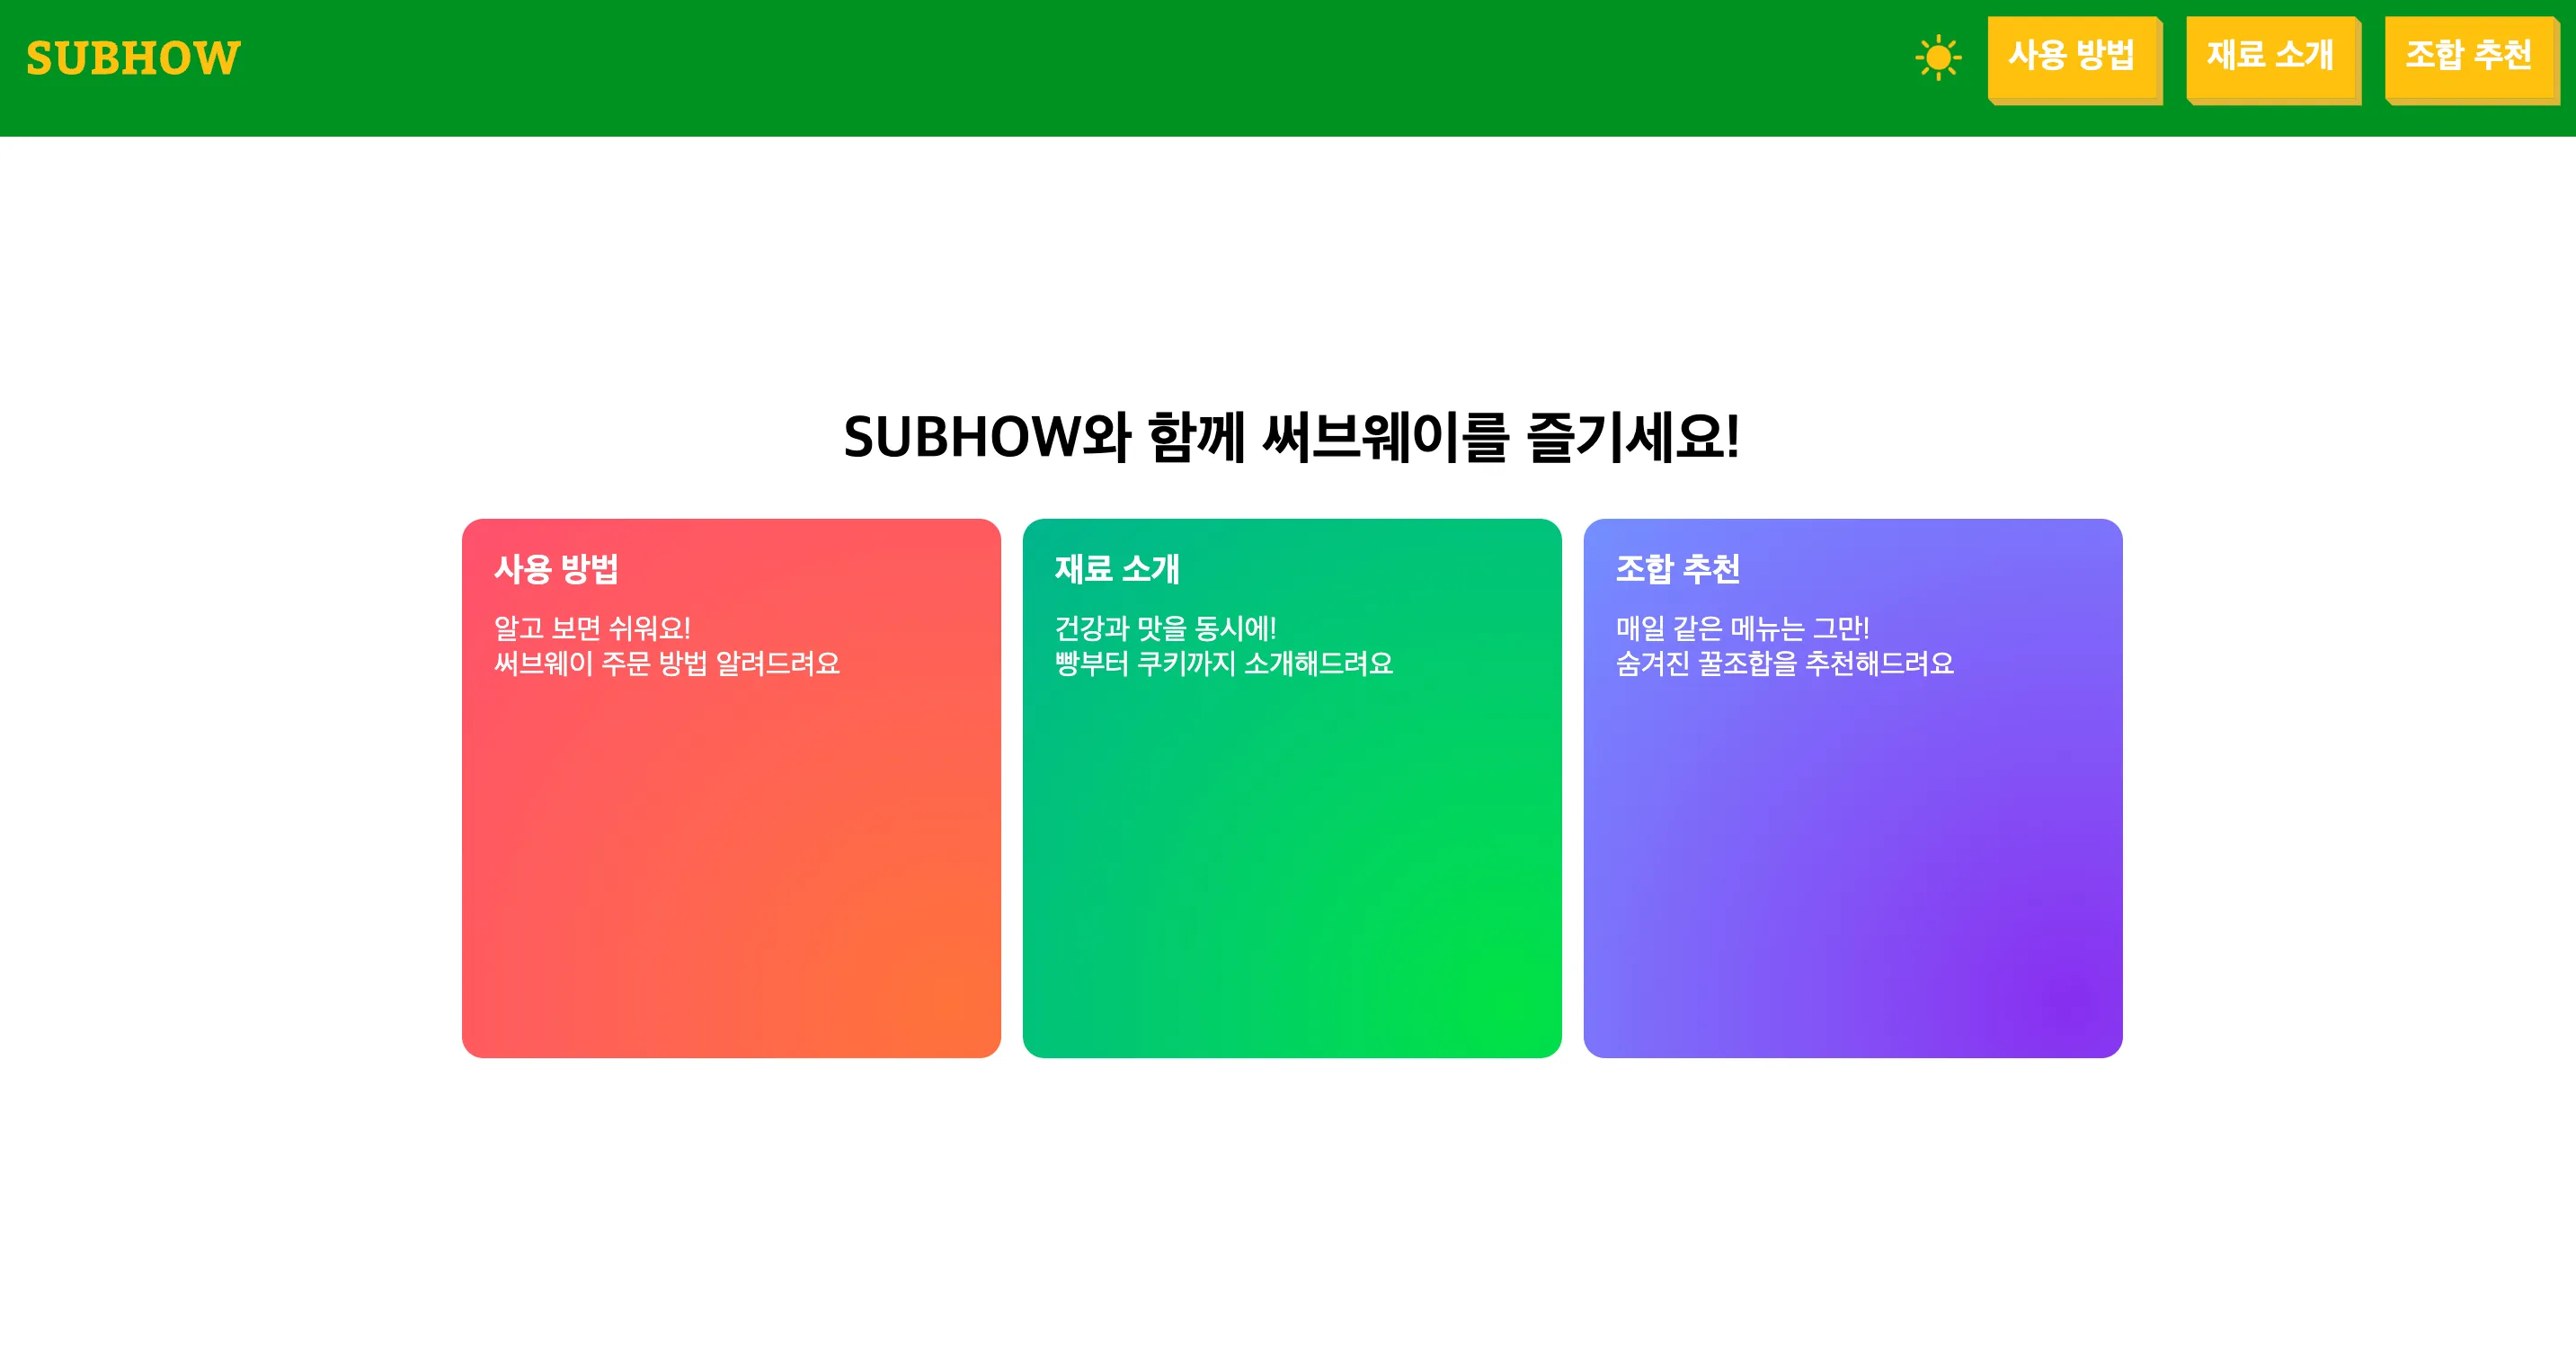 SUBHOW
사용 방법
재료 소개
조합 추천
SUBHOW와 함께 써브웨이를 즐기세요!
사용 방법
알고 보면 쉬워요!
써브웨이 주문 방법 알려드려요
재료 소개
건강과 맛을 동시에!
빵부터 쿠키까지 소개해드려요
조합 추천
매일 같은 메뉴는 그만!
숨겨진 꿀조합을 추천해드려요